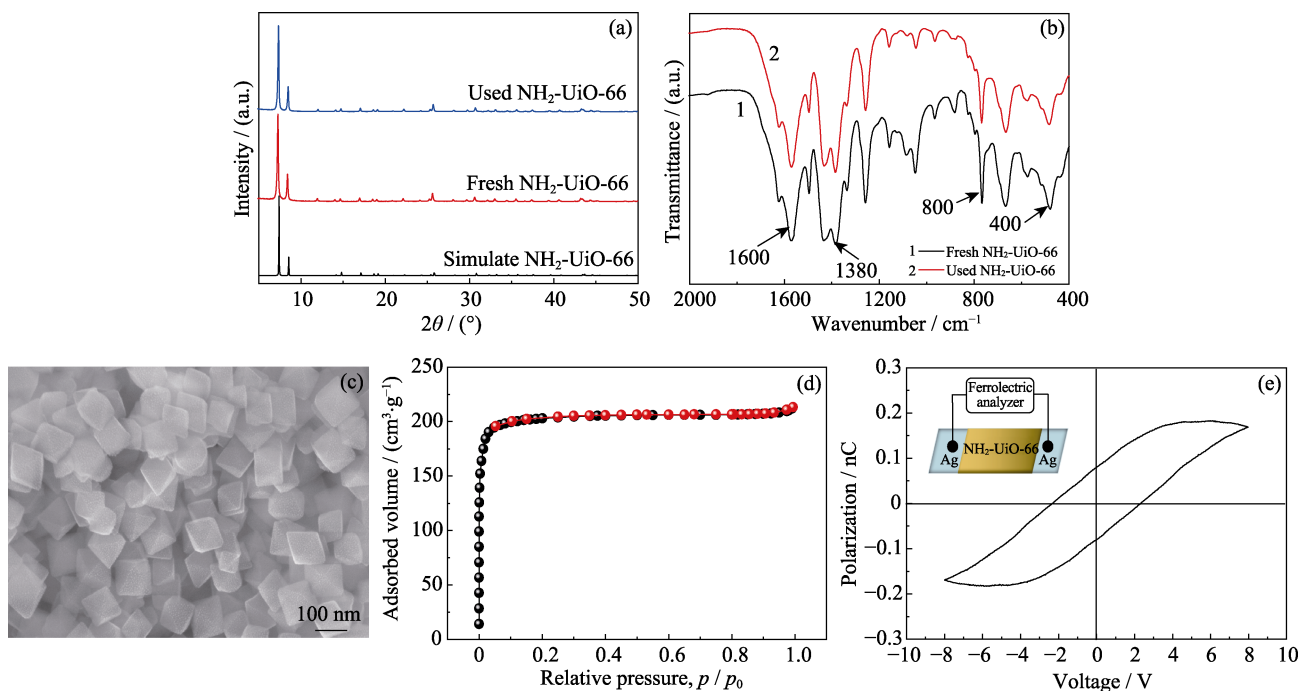 (a)
Used NH₂-UiO-66
Fresh NH₂-UiO-66
Simulate NH₂-UiO-66
Intensity / (a.u.)
10 20 30 40 50
2θ / (°)
(b)
2
1
1600
1380
800
400
1 Fresh NH₂-UiO-66
2 Used NH₂-UiO-66
Transmittance / (a.u.)
2000 1600 1200 800 400
Wavenumber / cm⁻¹
(c)
100 nm
(d)
250
200
150
100
50
0
Adsorbed volume / (cm³·g⁻¹)
0 0.2 0.4 0.6 0.8 1.0
Relative pressure, p / p₀
(e)
Ferrolectric
analyzer
NH₂-UiO-66
Ag Ag
0.3
0.2
0.1
0
−0.1
−0.2
−0.3
Polarization / nC
−10 −8 −6 −4 −2 0 2 4 6 8 10
Voltage / V